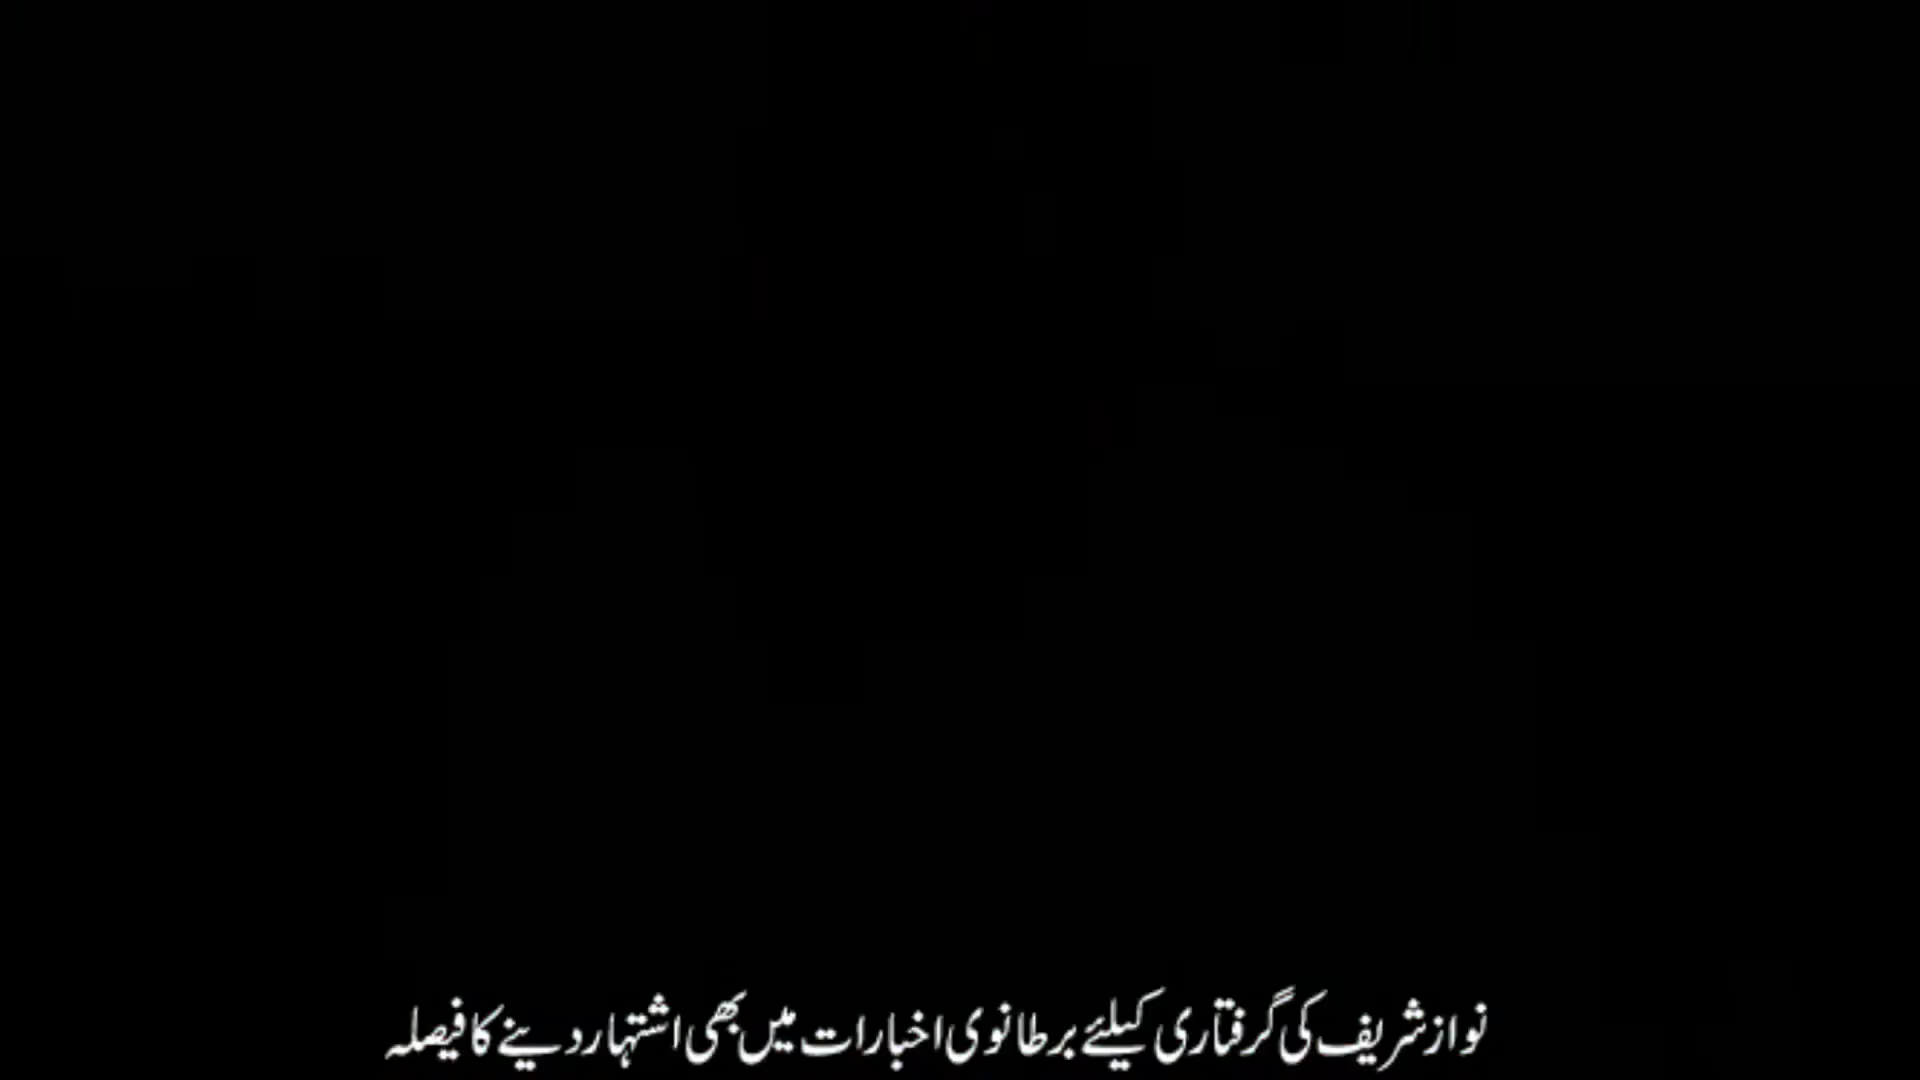 نواز شریف کی گرفتاری کیلئے برطانوی اخبارات میں بھی اشتہار دینے کا فیصلہ